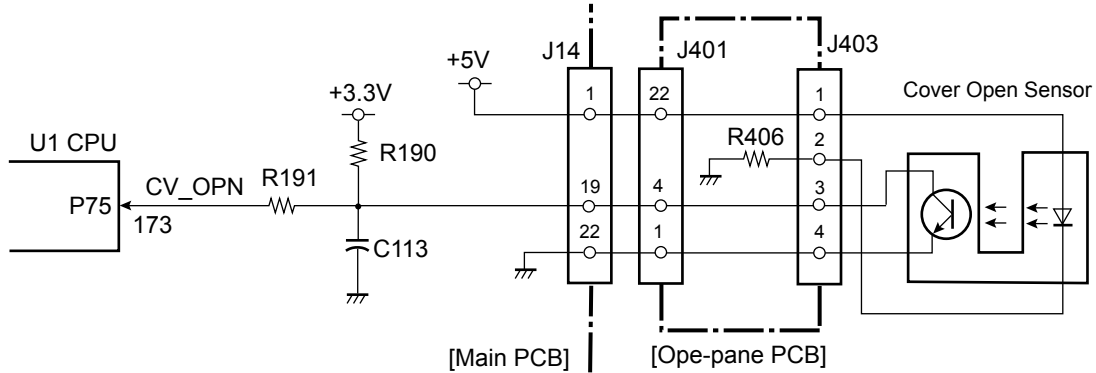 J14
J401
J403
+5V
Cover Open Sensor
+3.3V
1
22
1
R406
2
U1 CPU
R190
CV_OPN
R191
19
4
3
P75
173
22
1
4
C113
[Main PCB]
[Ope-pane PCB]